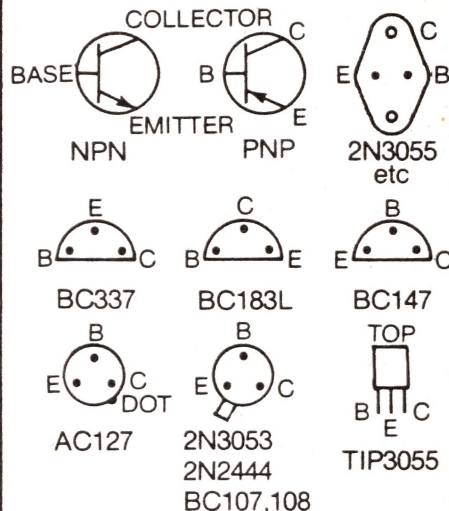 COLLECTOR
C
C
BASE
B
E
B
EMITTER
E
NPN
PNP
2N3055
etc
E
C
B
B
C
B
E
E
C
BC337
BC183L
BC147
B
B
TOP
E
C
E
C
DOT
B
C
E
AC127
2N3053
TIP3055
2N2444
BC107,108